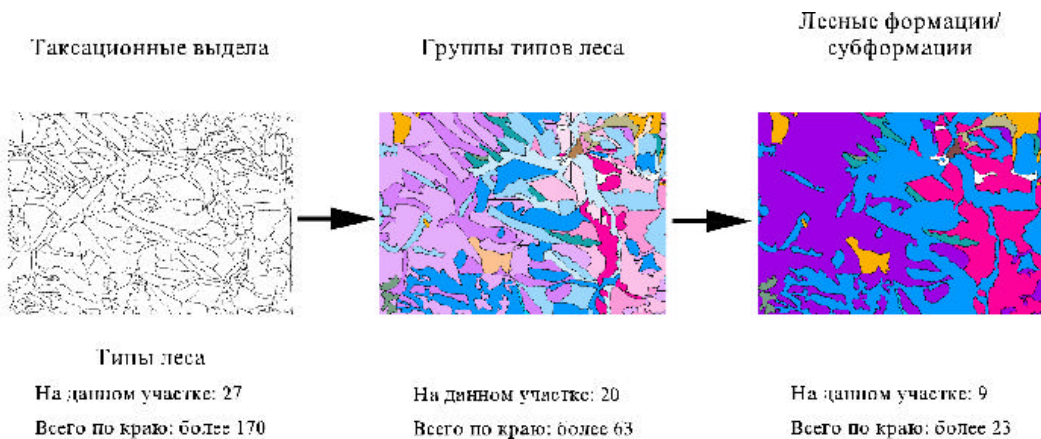 Таксационные выдела
Группы типов леса
Лесные формации/
субформации
Типы леса
На данном участке: 27
Всего по краю: более 170
На данном участке: 20
Всего по краю: более 63
На данном участке: 9
Всего по краю: более 23